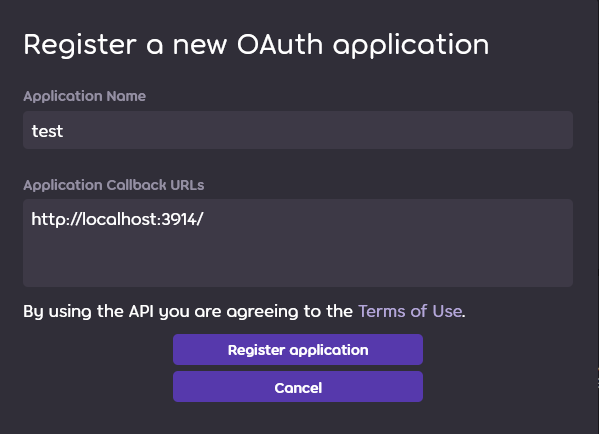 Register a new OAuth application
Application Name
test
Application Callback URLs
http://localhost:3914/
By using the API you are agreeing to the Terms of Use.
Register application
Cancel